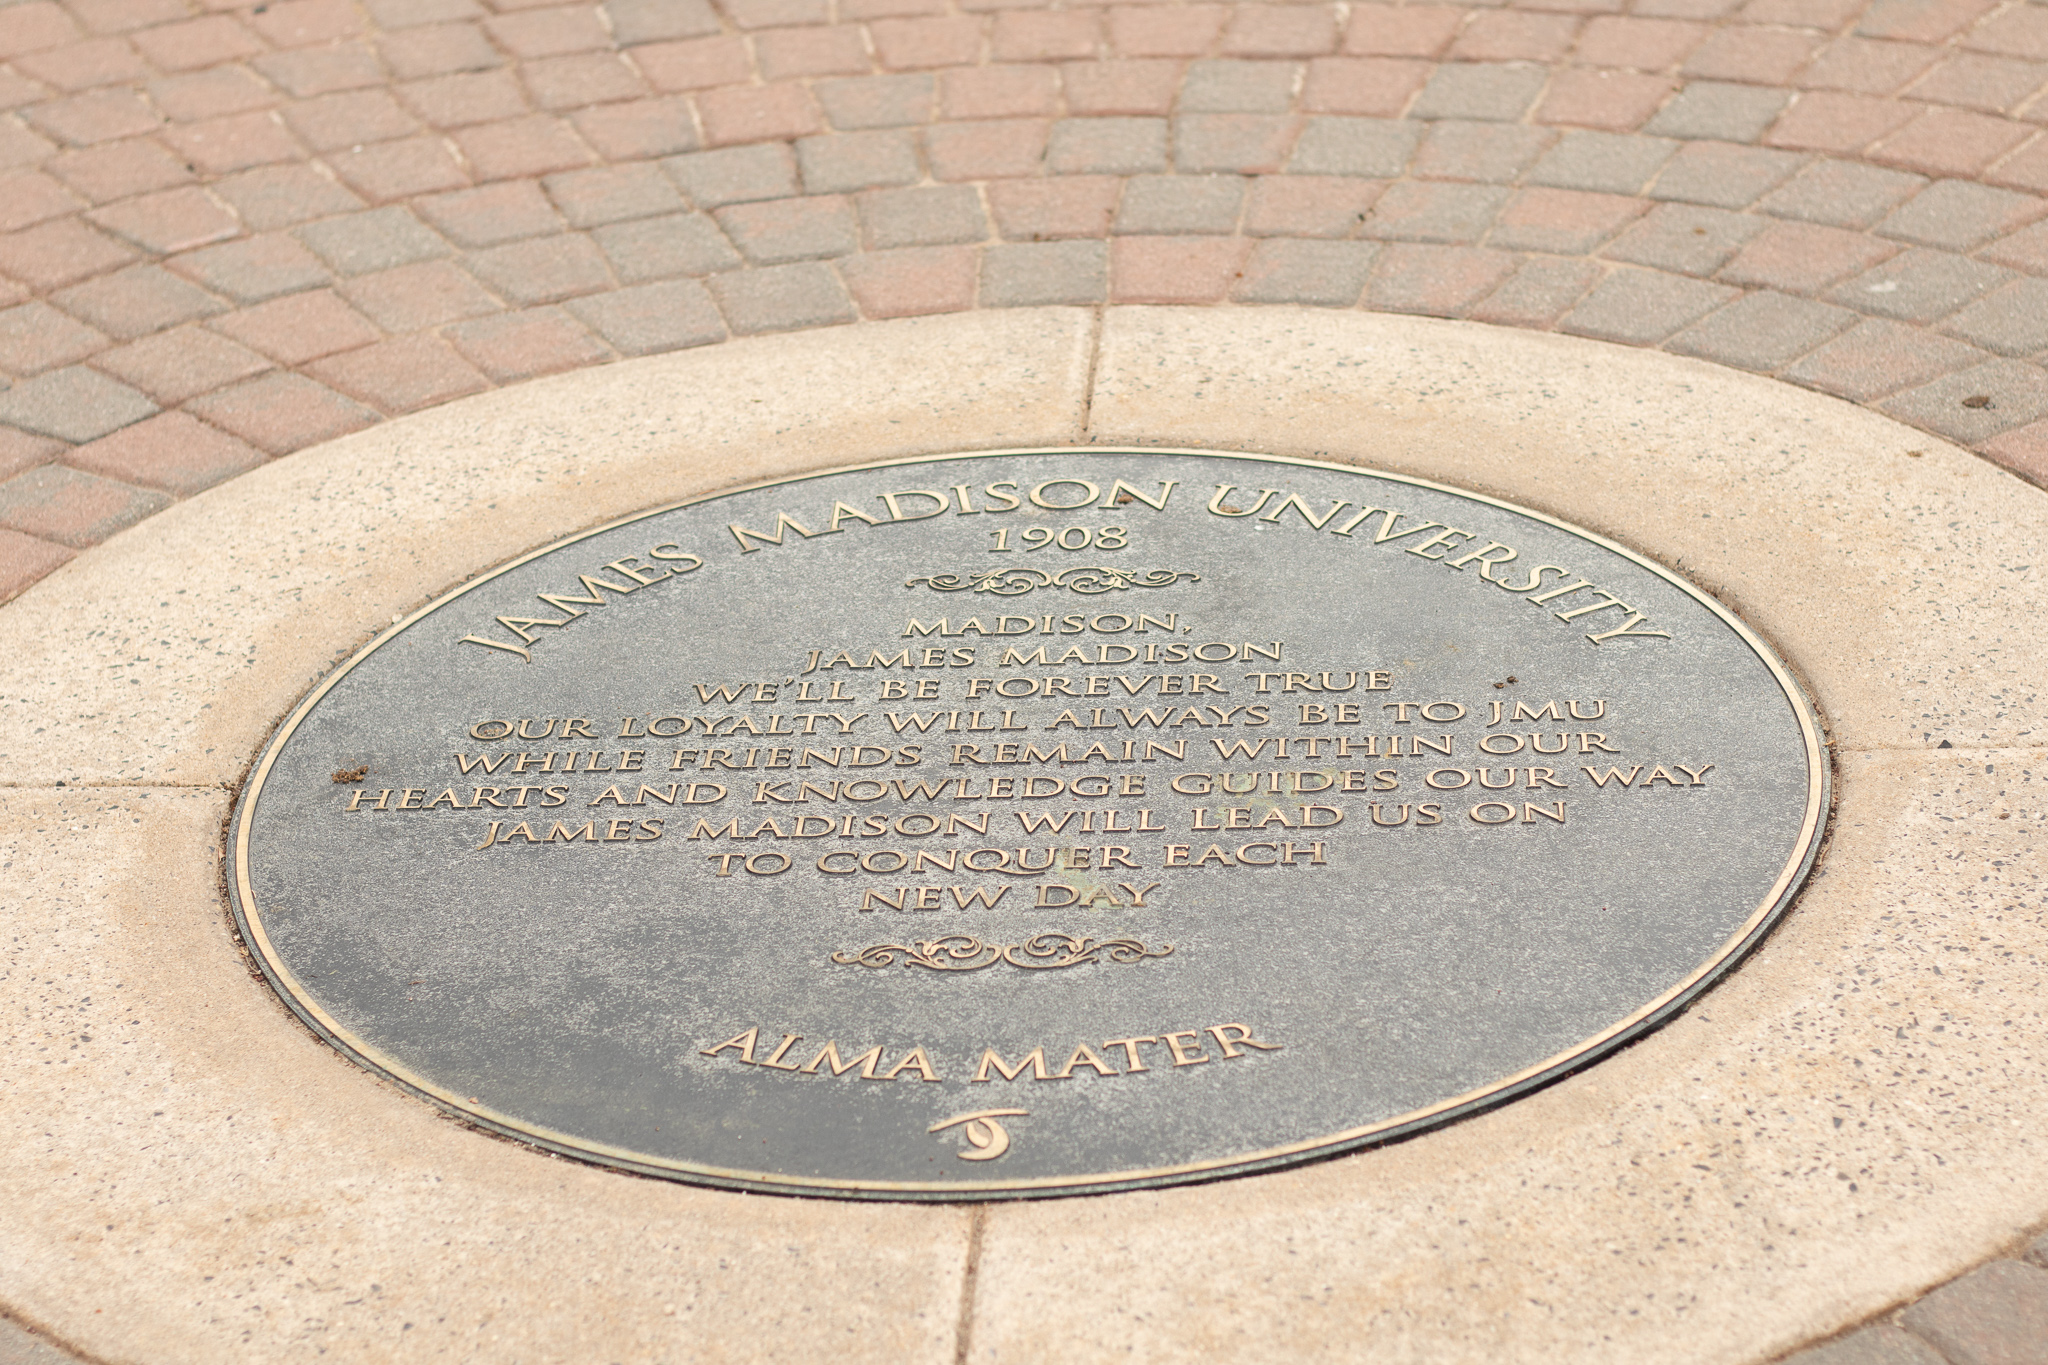 JAMES MADISON UNIVERSITY
1908
MADISON,
JAMES MADISON
WE'LL BE FOREVER TRUE
OUR LOYALTY WILL ALWAYS BE TO JMU
WHILE FRIENDS REMAIN WITHIN OUR
HEARTS AND KNOWLEDGE GUIDES OUR WAY
JAMES MADISON WILL LEAD US ON
TO CONQUER EACH
NEW DAY
ALMA MATER